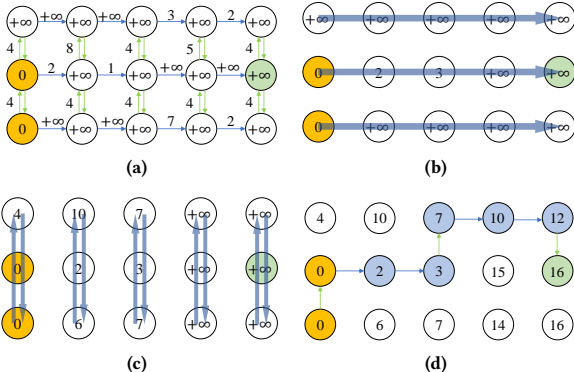 +∞ +∞ 3 2
+∞ +∞ +∞ +∞ +∞
4 8 4 5 4
2 1 +∞ +∞
0 +∞ +∞ +∞ +∞
4 4 4 4 4
+∞ +∞ 7 2
0 +∞ +∞ +∞ +∞
(a)
+∞ +∞ +∞ +∞ +∞
0 2 3 +∞ +∞
0 +∞ +∞ +∞ +∞
(b)
4 10 7 +∞ +∞
0 2 3 +∞ +∞
0 6 7 +∞ +∞
(c)
4 10 7 10 12
0 2 3 15 16
0 6 7 14 16
(d)